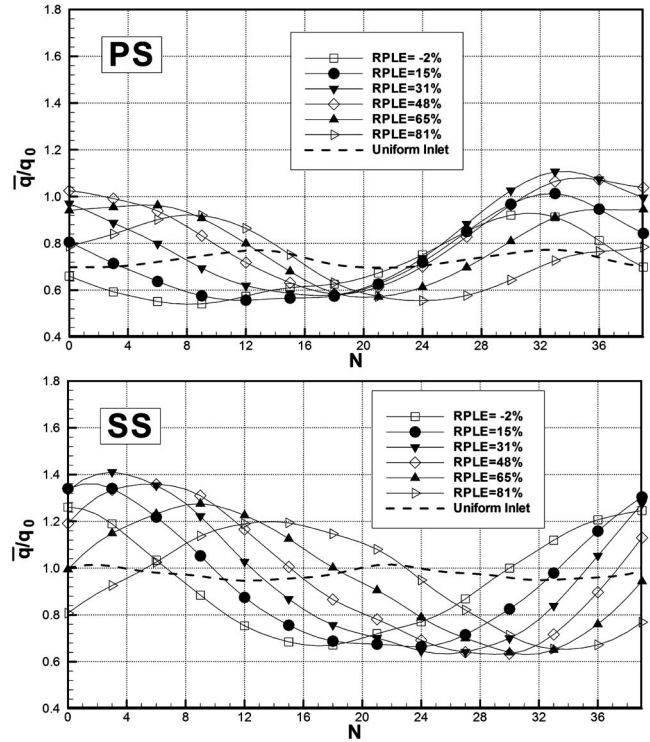 PS
1.8
1.6
1.4
1.2
1.0
0.8
0.6
0.4
q/q0
RPLE= -2%
RPLE= 15%
RPLE= 31%
RPLE= 48%
RPLE= 65%
RPLE= 81%
Uniform Inlet
0 4 8 12 16 20 24 28 32 36
N
SS
1.8
1.6
1.4
1.2
1.0
0.8
0.6
0.4
q/q0
RPLE= -2%
RPLE=15%
RPLE=31%
RPLE=48%
RPLE=65%
RPLE=81%
Uniform Inlet
0 4 8 12 16 20 24 28 32 36
N